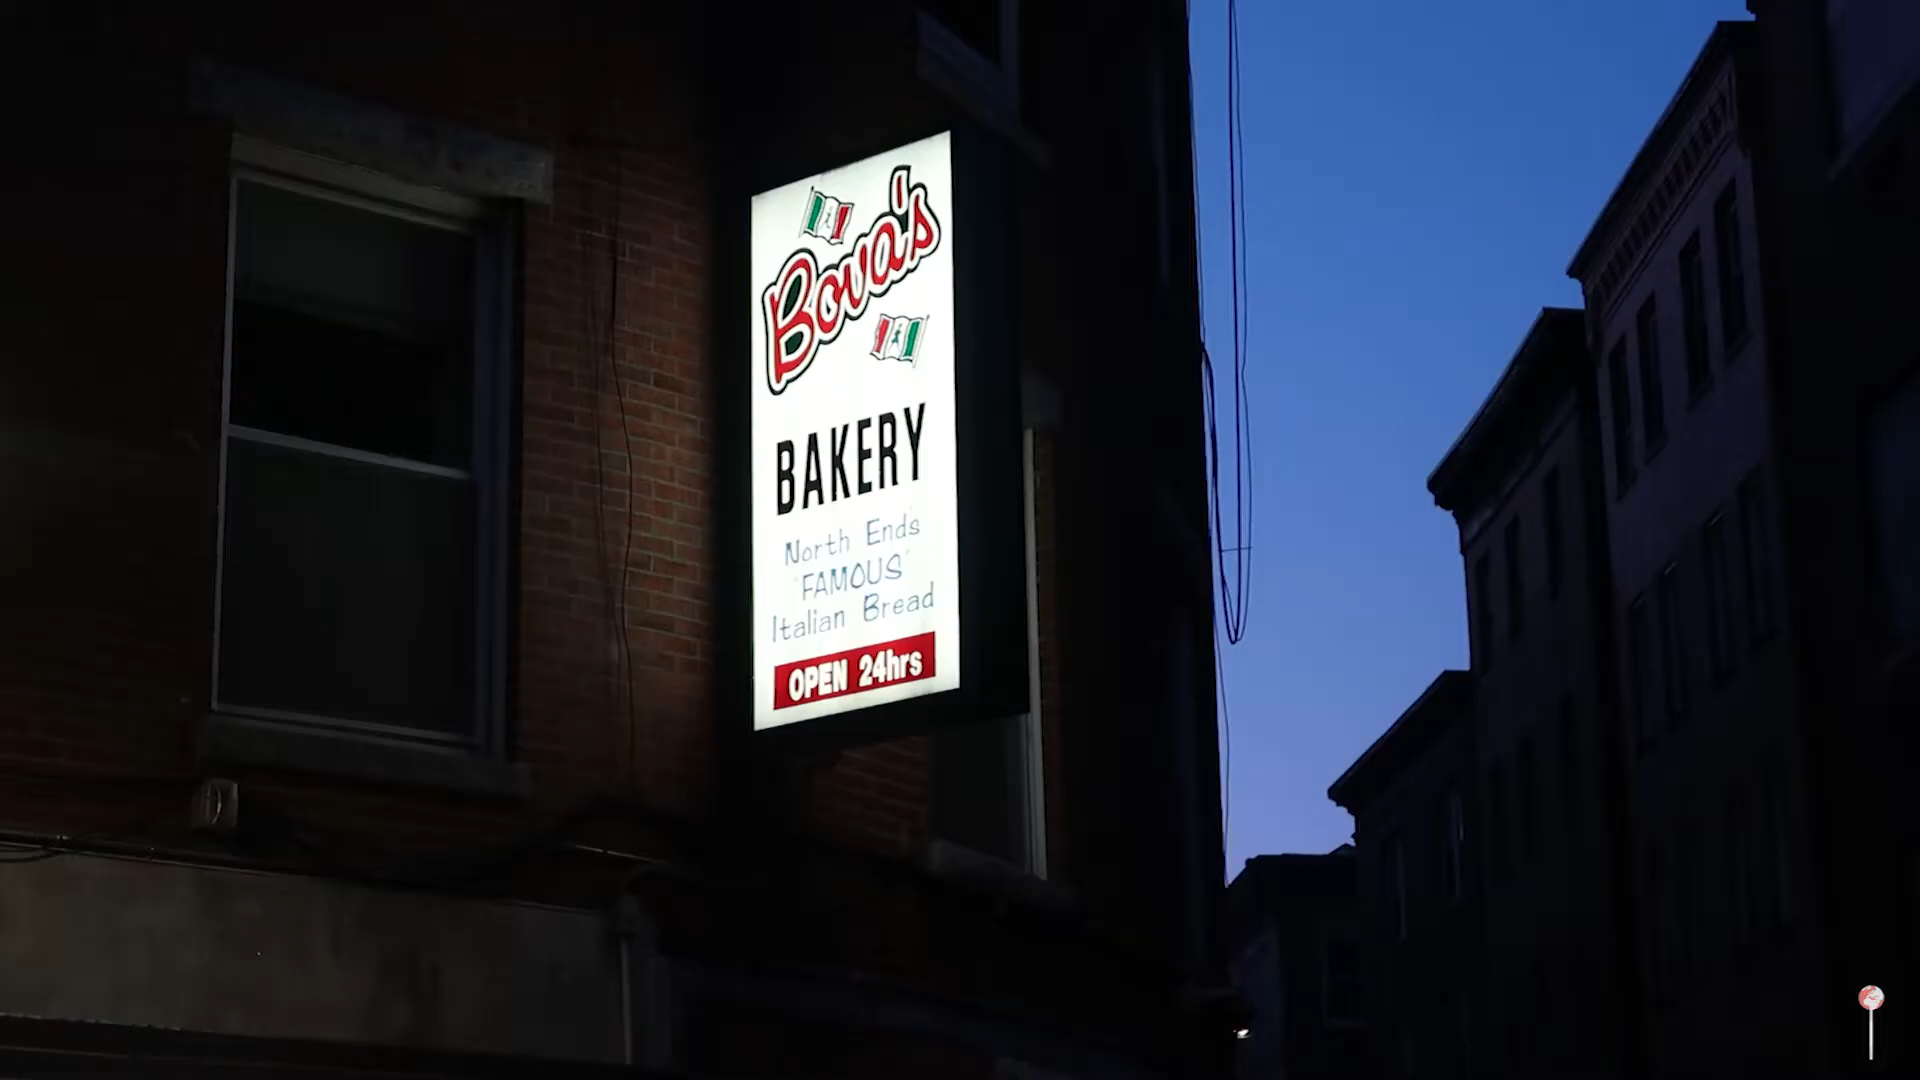 Bova's
BAKERY
North Ends
"FAMOUS"
Italian Bread
OPEN 24hrs